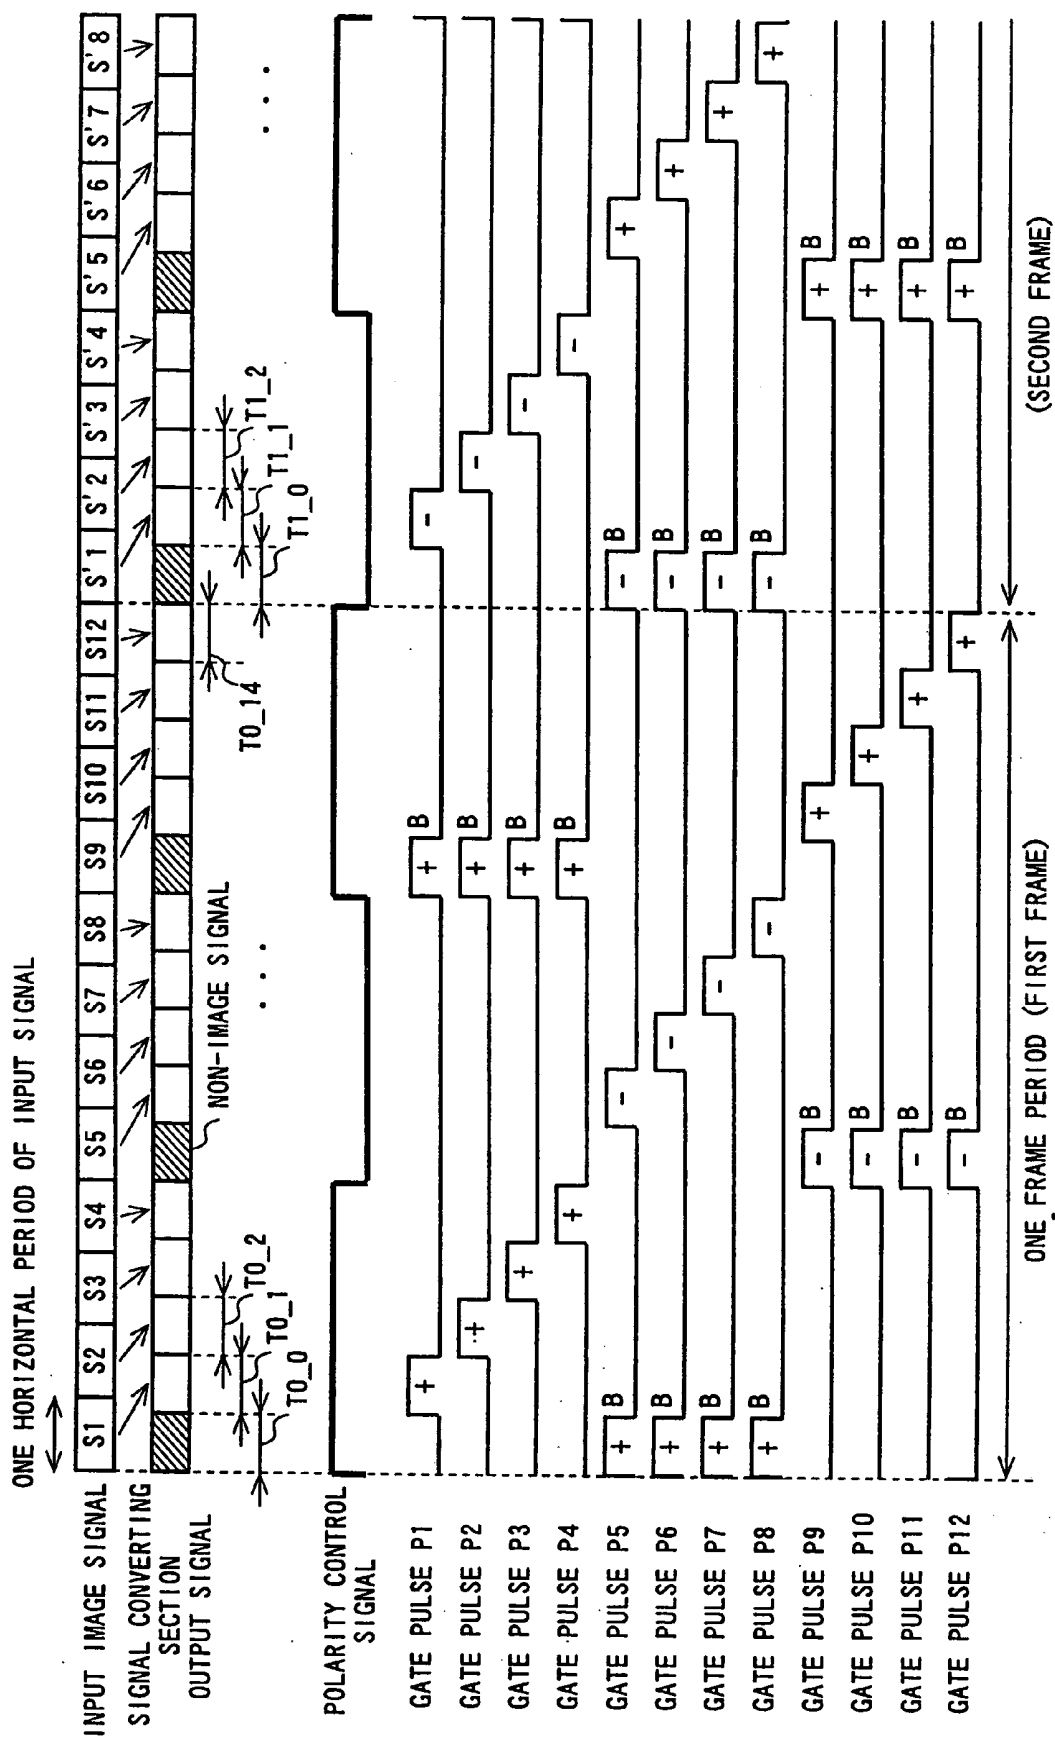 ONE HORIZONTAL PERIOD OF INPUT SIGNAL
INPUT IMAGE SIGNAL
S1 S2 S3 S4 S5 S6 S7 S8 S9 S10 S11 S12 S'1 S'2 S'3 S'4 S'5 S'6 S'7 S'8
SIGNAL CONVERTING
SECTION
OUTPUT SIGNAL
NON-IMAGE SIGNAL
T0_0
T0_1
T0_2
T0_14
T1_0
T1_1
T1_2
POLARITY CONTROL
SIGNAL
GATE PULSE P1 + + B -
GATE PULSE P2 + + B -
GATE PULSE P3 + + B -
GATE PULSE P4 + + B -
GATE PULSE P5 + B - - B +
GATE PULSE P6 + B - - B +
GATE PULSE P7 + B - - B +
GATE PULSE P8 + B - - B +
GATE PULSE P9 - B + + B
GATE PULSE P10 - B + + B
GATE PULSE P11 - B + + B
GATE PULSE P12 - B + + B
ONE FRAME PERIOD (FIRST FRAME)
(SECOND FRAME)